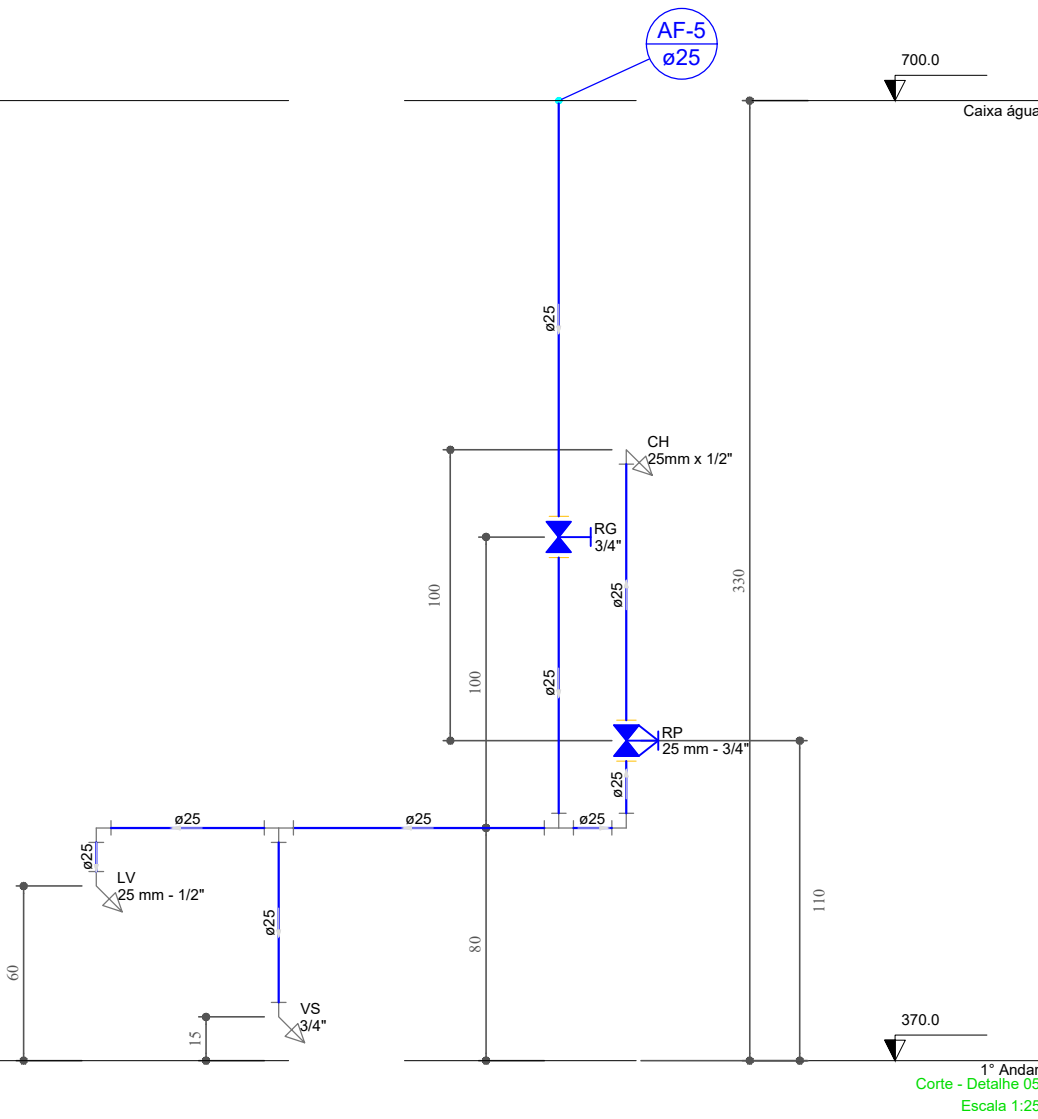 AF-5
ø25
700.0
Caixa água
ø25
CH
25mm x 1/2"
RG
3/4"
100
330
ø25
100
ø25
RP
25 mm - 3/4"
ø25
ø25
ø25
ø25
ø25
LV
25 mm - 1/2"
110
ø25
80
60
VS
3/4"
15
370.0
1° Andar
Corte - Detalhe 05
Escala 1:25